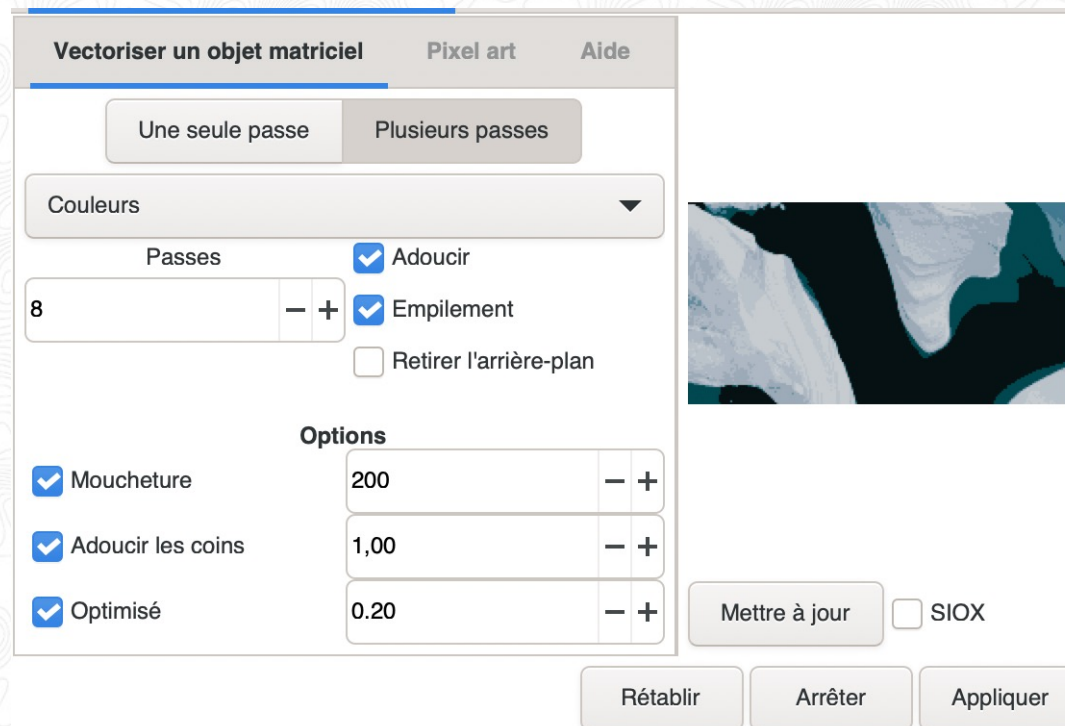 Vectoriser un objet matriciel Pixel art Aide
Une seule passe Plusieurs passes
Couleurs
Passes
8
Adoucir
Empilement
Retirer l'arrière-plan
Options
Moucheture 200
Adoucir les coins 1,00
Optimisé 0.20
Mettre à jour SIOX
Rétablir Arrêter Appliquer